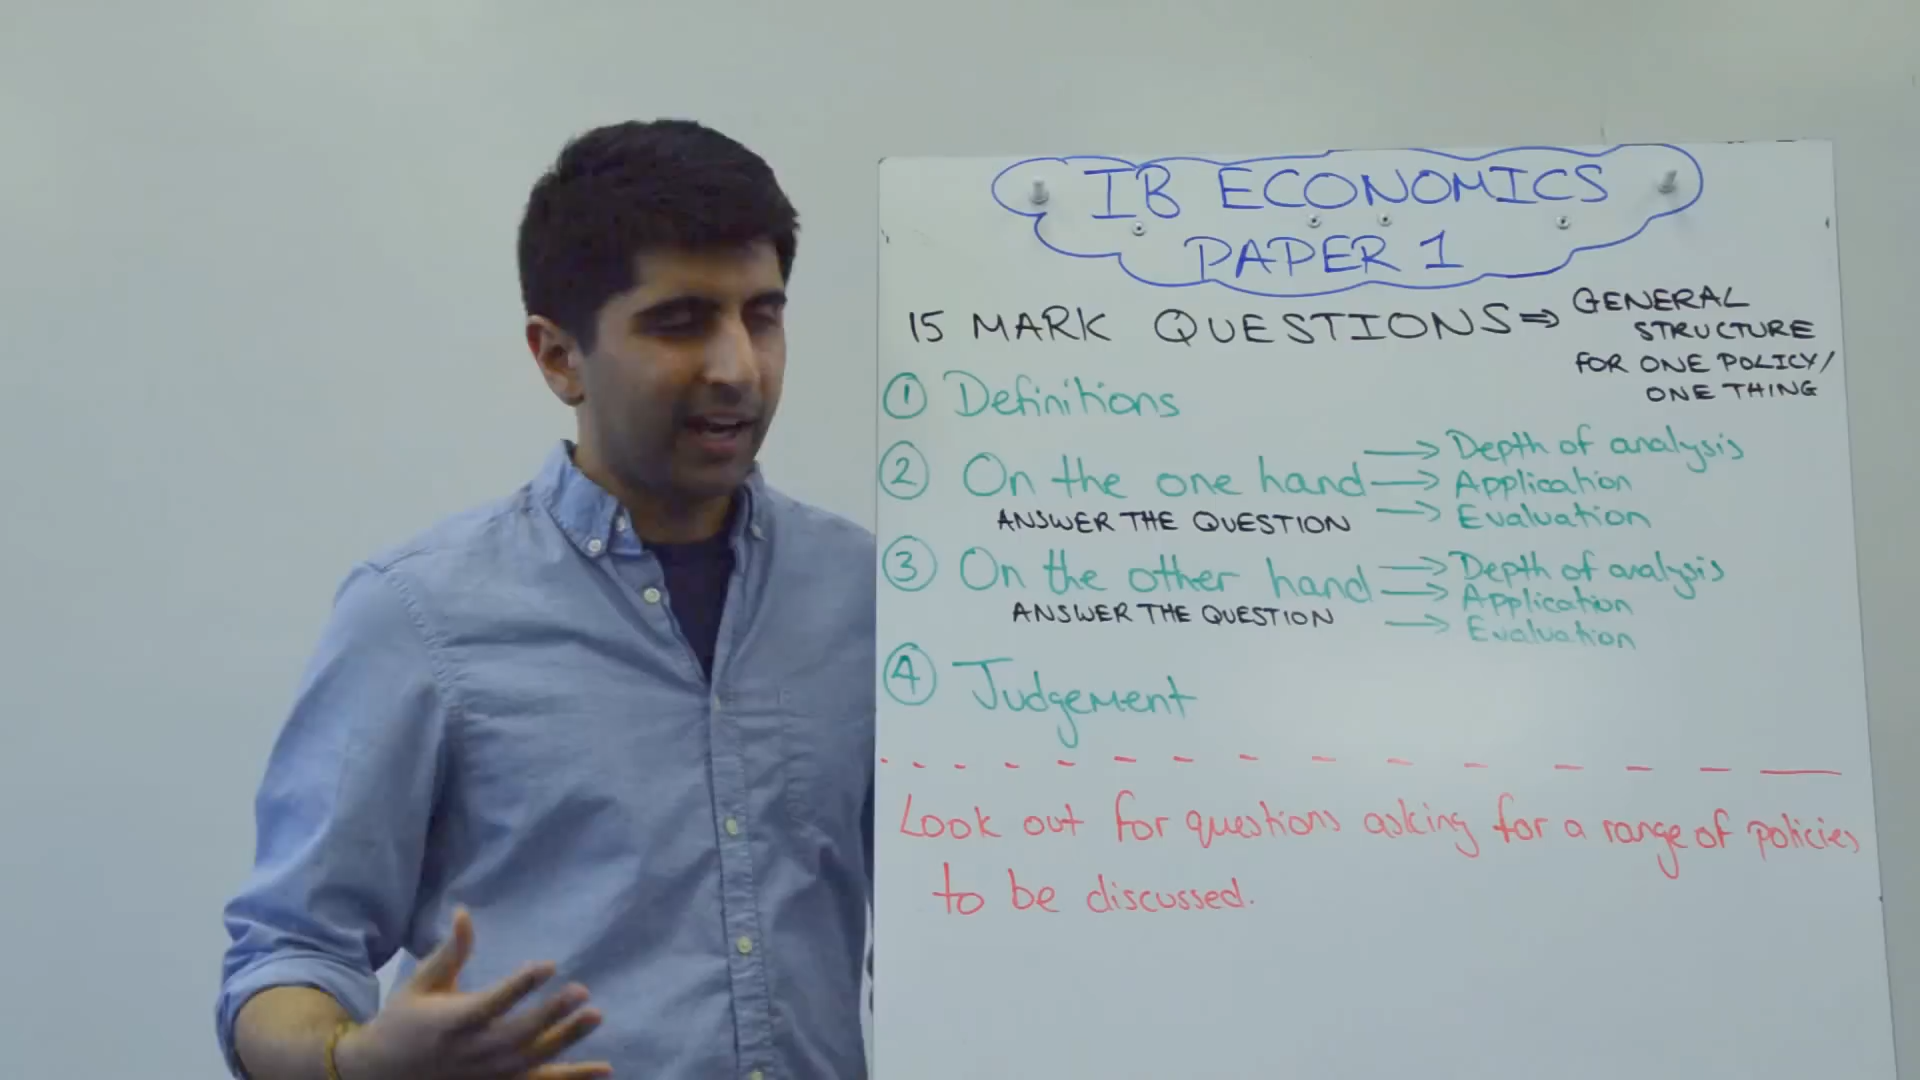 IB ECONOMICS
PAPER 1
15 MARK QUESTIONS ⇒ GENERAL
STRUCTURE
FOR ONE POLICY/
ONE THING
① Definitions
② On the one hand → Depth of analysis
→ Application
→ Evaluation
ANSWER THE QUESTION
③ On the other hand → Depth of analysis
→ Application
→ Evaluation
ANSWER THE QUESTION
④ Judgement
Look out for questions asking for a range of policies
to be discussed.